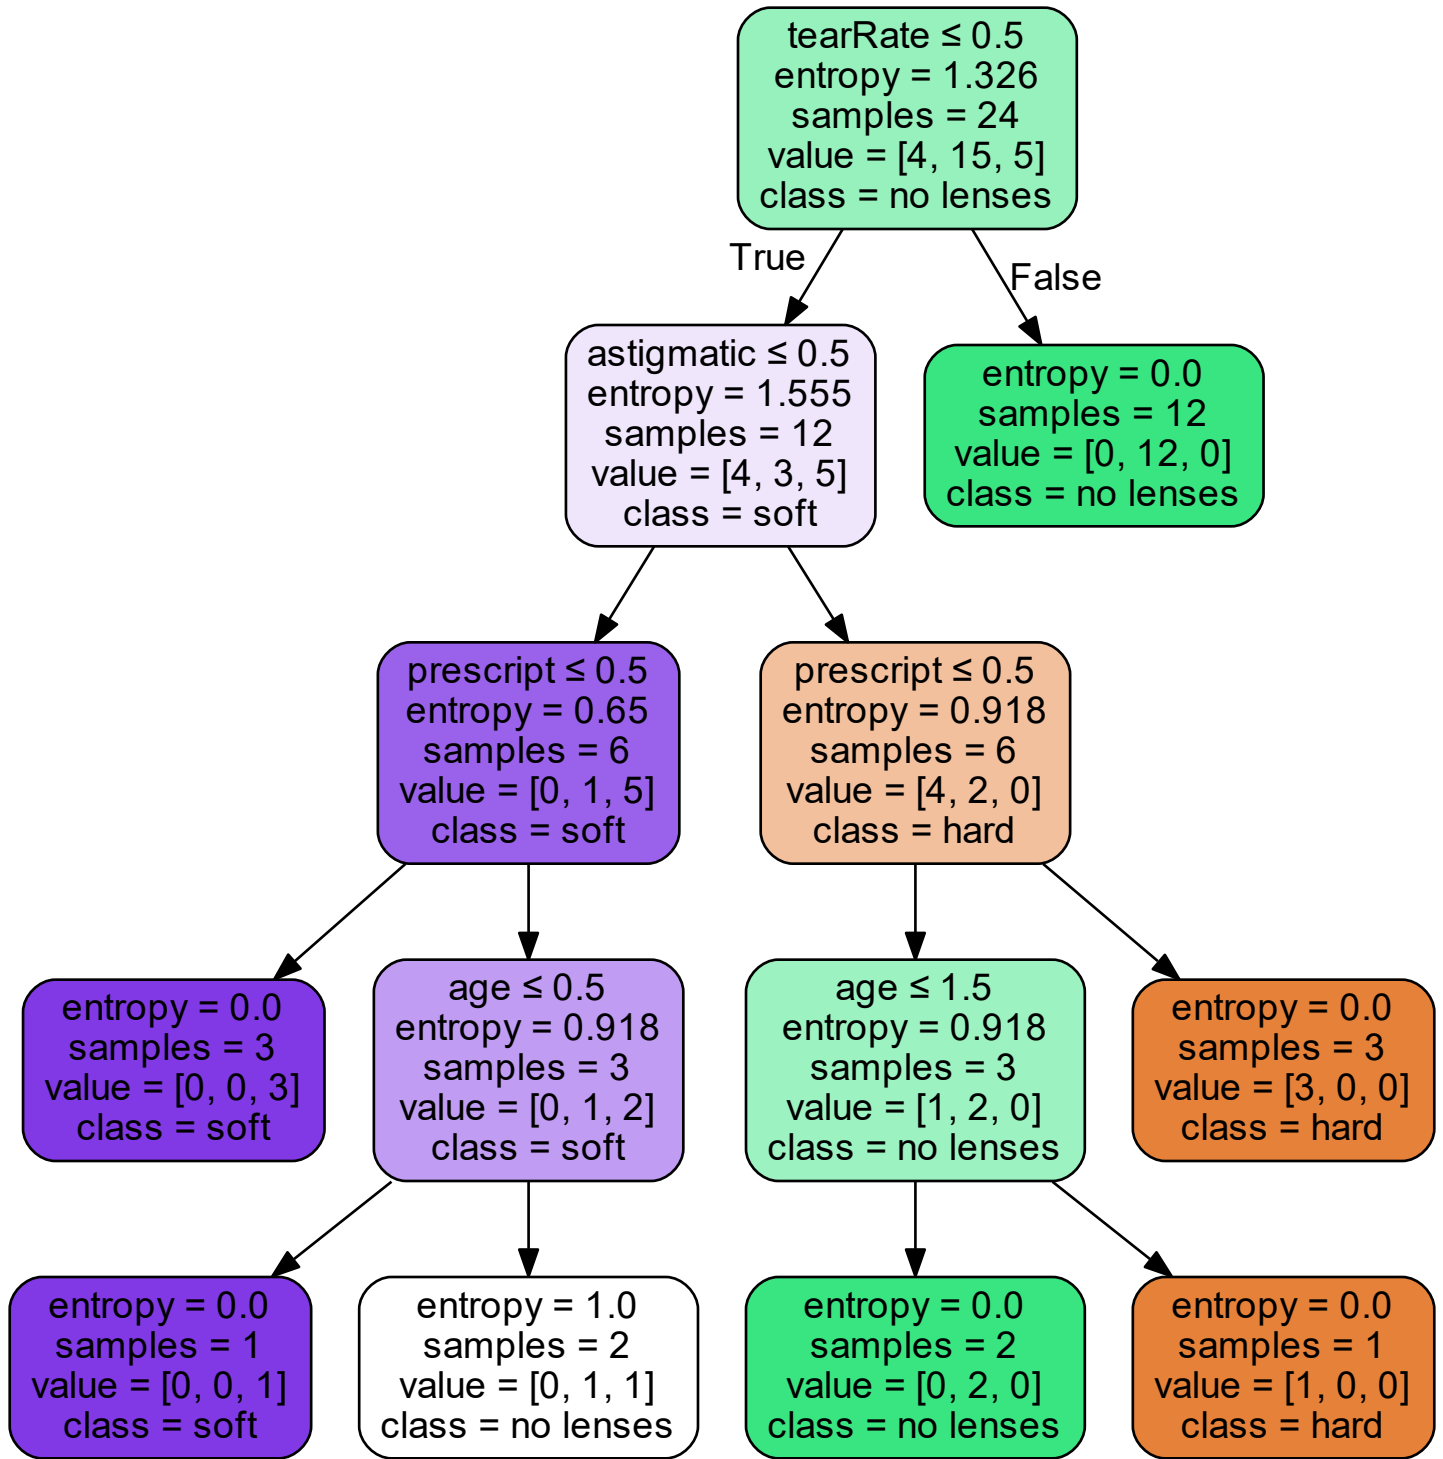 tearRate ≤ 0.5
entropy = 1.326
samples = 24
value = [4, 15, 5]
class = no lenses
True
False
astigmatic ≤ 0.5
entropy = 1.555
samples = 12
value = [4, 3, 5]
class = soft
entropy = 0.0
samples = 12
value = [0, 12, 0]
class = no lenses
prescript ≤ 0.5
entropy = 0.65
samples = 6
value = [0, 1, 5]
class = soft
prescript ≤ 0.5
entropy = 0.918
samples = 6
value = [4, 2, 0]
class = hard
entropy = 0.0
samples = 3
value = [0, 0, 3]
class = soft
age ≤ 0.5
entropy = 0.918
samples = 3
value = [0, 1, 2]
class = soft
age ≤ 1.5
entropy = 0.918
samples = 3
value = [1, 2, 0]
class = no lenses
entropy = 0.0
samples = 3
value = [3, 0, 0]
class = hard
entropy = 0.0
samples = 1
value = [0, 0, 1]
class = soft
entropy = 1.0
samples = 2
value = [0, 1, 1]
class = no lenses
entropy = 0.0
samples = 2
value = [0, 2, 0]
class = no lenses
entropy = 0.0
samples = 1
value = [1, 0, 0]
class = hard